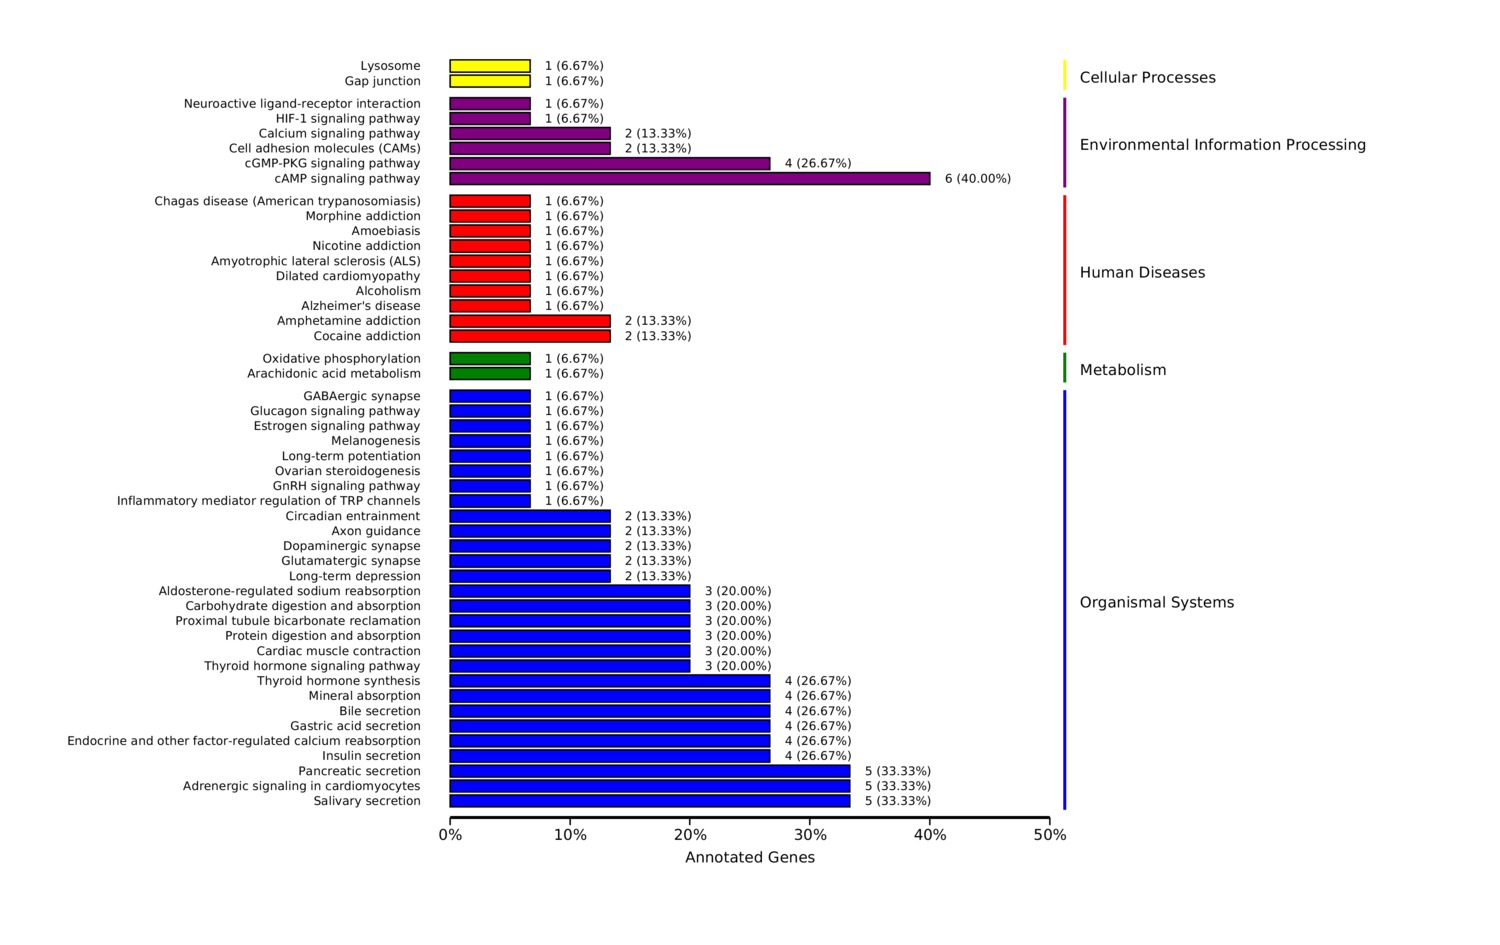 Lysosome 1 (6.67%)
Gap junction 1 (6.67%)
Cellular Processes
Neuroactive ligand-receptor interaction 1 (6.67%)
HIF-1 signaling pathway 1 (6.67%)
Calcium signaling pathway 2 (13.33%)
Cell adhesion molecules (CAMs) 2 (13.33%)
cGMP-PKG signaling pathway 4 (26.67%)
cAMP signaling pathway 6 (40.00%)
Environmental Information Processing
Chagas disease (American trypanosomiasis) 1 (6.67%)
Morphine addiction 1 (6.67%)
Amoebiasis 1 (6.67%)
Nicotine addiction 1 (6.67%)
Amyotrophic lateral sclerosis (ALS) 1 (6.67%)
Dilated cardiomyopathy 1 (6.67%)
Alcoholism 1 (6.67%)
Alzheimer's disease 1 (6.67%)
Amphetamine addiction 2 (13.33%)
Cocaine addiction 2 (13.33%)
Human Diseases
Oxidative phosphorylation 1 (6.67%)
Arachidonic acid metabolism 1 (6.67%)
Metabolism
GABAergic synapse 1 (6.67%)
Glucagon signaling pathway 1 (6.67%)
Estrogen signaling pathway 1 (6.67%)
Melanogenesis 1 (6.67%)
Long-term potentiation 1 (6.67%)
Ovarian steroidogenesis 1 (6.67%)
GnRH signaling pathway 1 (6.67%)
Inflammatory mediator regulation of TRP channels 1 (6.67%)
Circadian entrainment 2 (13.33%)
Axon guidance 2 (13.33%)
Dopaminergic synapse 2 (13.33%)
Glutamatergic synapse 2 (13.33%)
Long-term depression 2 (13.33%)
Aldosterone-regulated sodium reabsorption 3 (20.00%)
Carbohydrate digestion and absorption 3 (20.00%)
Proximal tubule bicarbonate reclamation 3 (20.00%)
Protein digestion and absorption 3 (20.00%)
Cardiac muscle contraction 3 (20.00%)
Thyroid hormone signaling pathway 3 (20.00%)
Thyroid hormone synthesis 4 (26.67%)
Mineral absorption 4 (26.67%)
Bile secretion 4 (26.67%)
Gastric acid secretion 4 (26.67%)
Endocrine and other factor-regulated calcium reabsorption 4 (26.67%)
Insulin secretion 4 (26.67%)
Pancreatic secretion 5 (33.33%)
Adrenergic signaling in cardiomyocytes 5 (33.33%)
Salivary secretion 5 (33.33%)
Organismal Systems
0% 10% 20% 30% 40% 50%
Annotated Genes